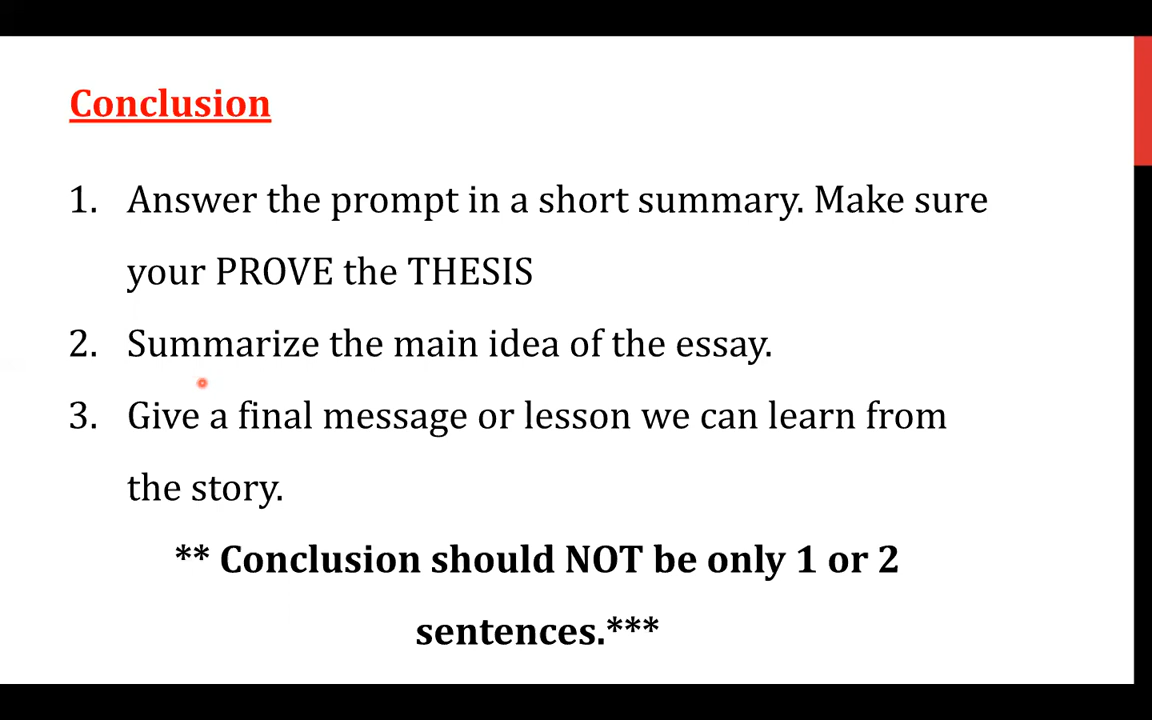 Conclusion
1. Answer the prompt in a short summary. Make sure
your PROVE the THESIS
2. Summarize the main idea of the essay.
3. Give a final message or lesson we can learn from
the story.
** Conclusion should NOT be only 1 or 2
sentences.***